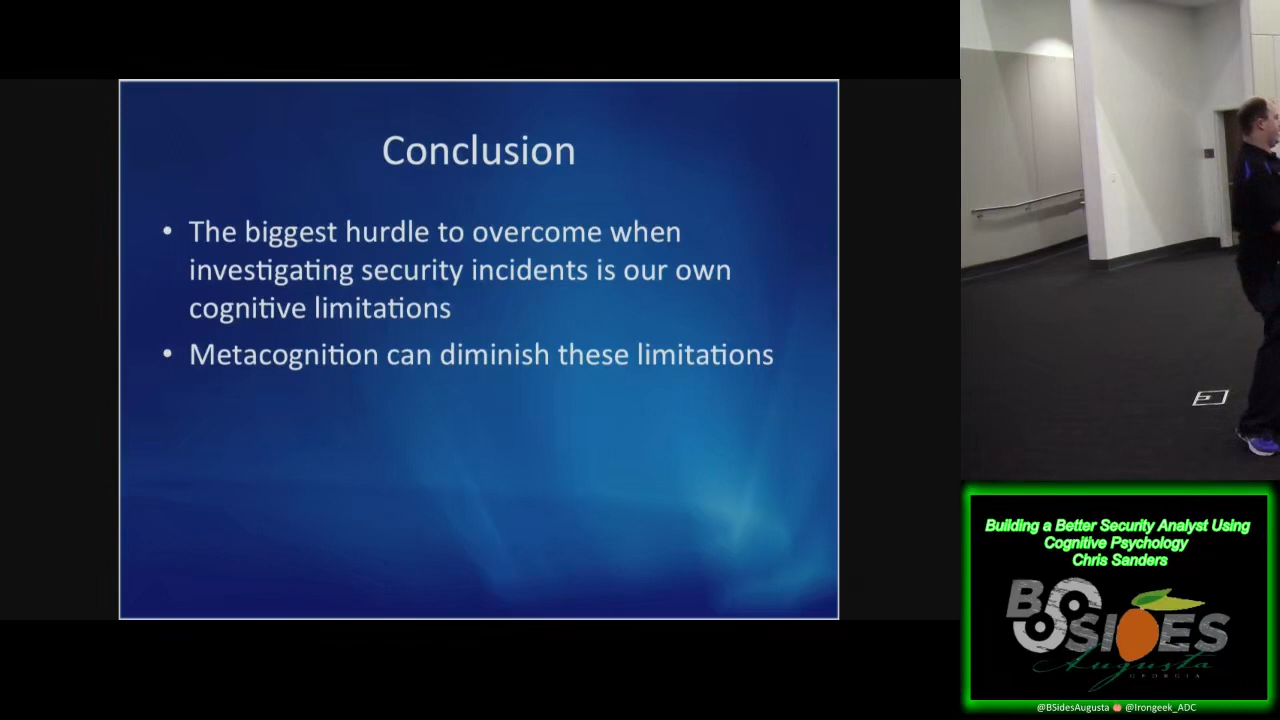 Conclusion
• The biggest hurdle to overcome when
investigating security incidents is our own
cognitive limitations
• Metacognition can diminish these limitations
Building a Better Security Analyst Using
Cognitive Psychology
Chris Sanders
BSIDES
Augusta
GEORGIA
@BSidesAugusta @Irongeek_ADC